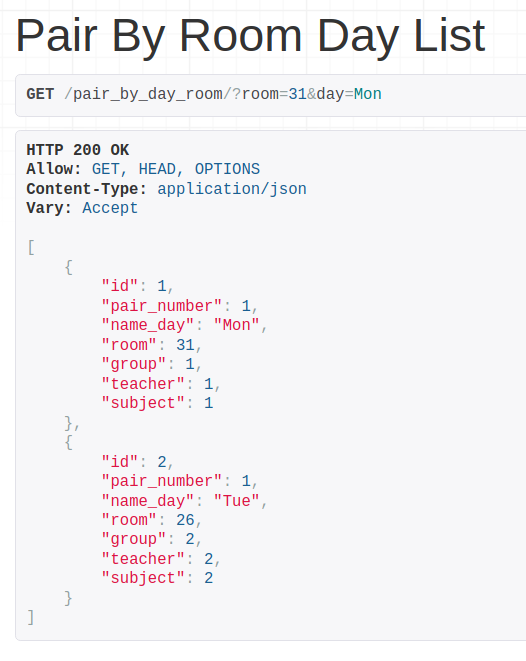 Pair By Room Day List
GET /pair_by_day_room/?room=31&day=Mon
HTTP 200 OK
Allow: GET, HEAD, OPTIONS
Content-Type: application/json
Vary: Accept
[
    {
        "id": 1,
        "pair_number": 1,
        "name_day": "Mon",
        "room": 31,
        "group": 1,
        "teacher": 1,
        "subject": 1
    },
    {
        "id": 2,
        "pair_number": 1,
        "name_day": "Tue",
        "room": 26,
        "group": 2,
        "teacher": 2,
        "subject": 2
    }
]